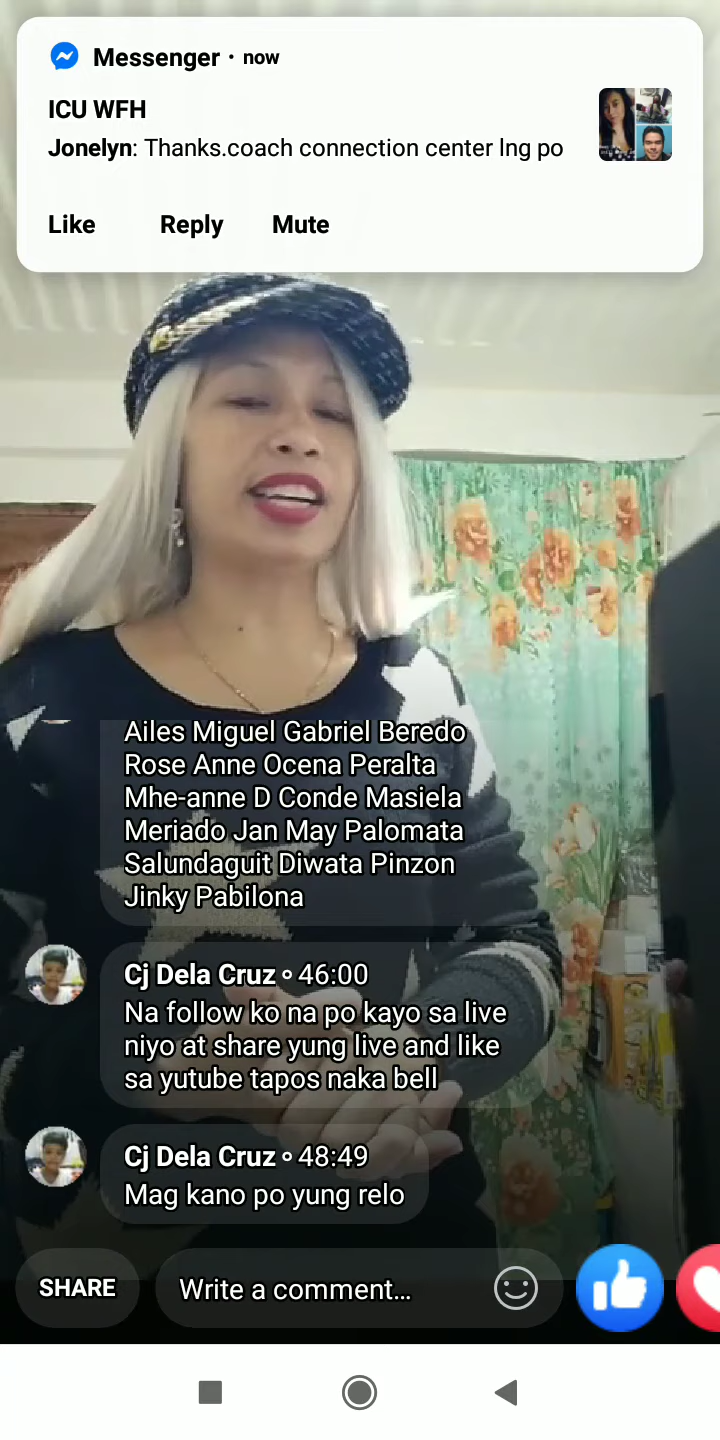 Messenger · now
ICU WFH
Jonelyn: Thanks.coach connection center lng po
Like Reply Mute
Ailes Miguel Gabriel Beredo
Rose Anne Ocena Peralta
Mhe-anne D Conde Masiela
Meriado Jan May Palomata
Salundaguit Diwata Pinzon
Jinky Pabilona
Cj Dela Cruz • 46:00
Na follow ko na po kayo sa live
niyo at share yung live and like
sa yutube tapos naka bell
Cj Dela Cruz • 48:49
Mag kano po yung relo
SHARE Write a comment...